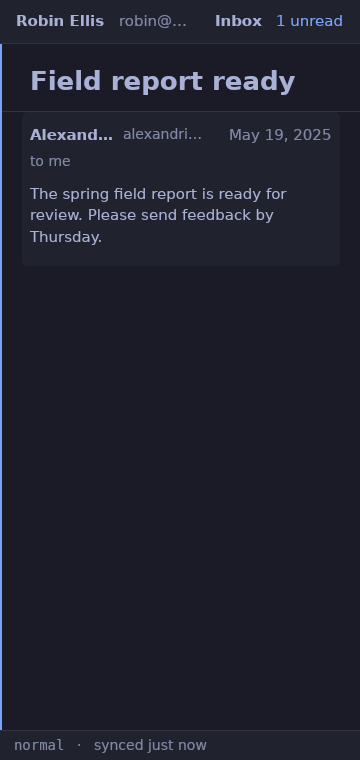 Robin Ellis robin@… Inbox 1 unread
Field report ready
Alexand… alexandri… May 19, 2025
to me
The spring field report is ready for
review. Please send feedback by
Thursday.
normal · synced just now